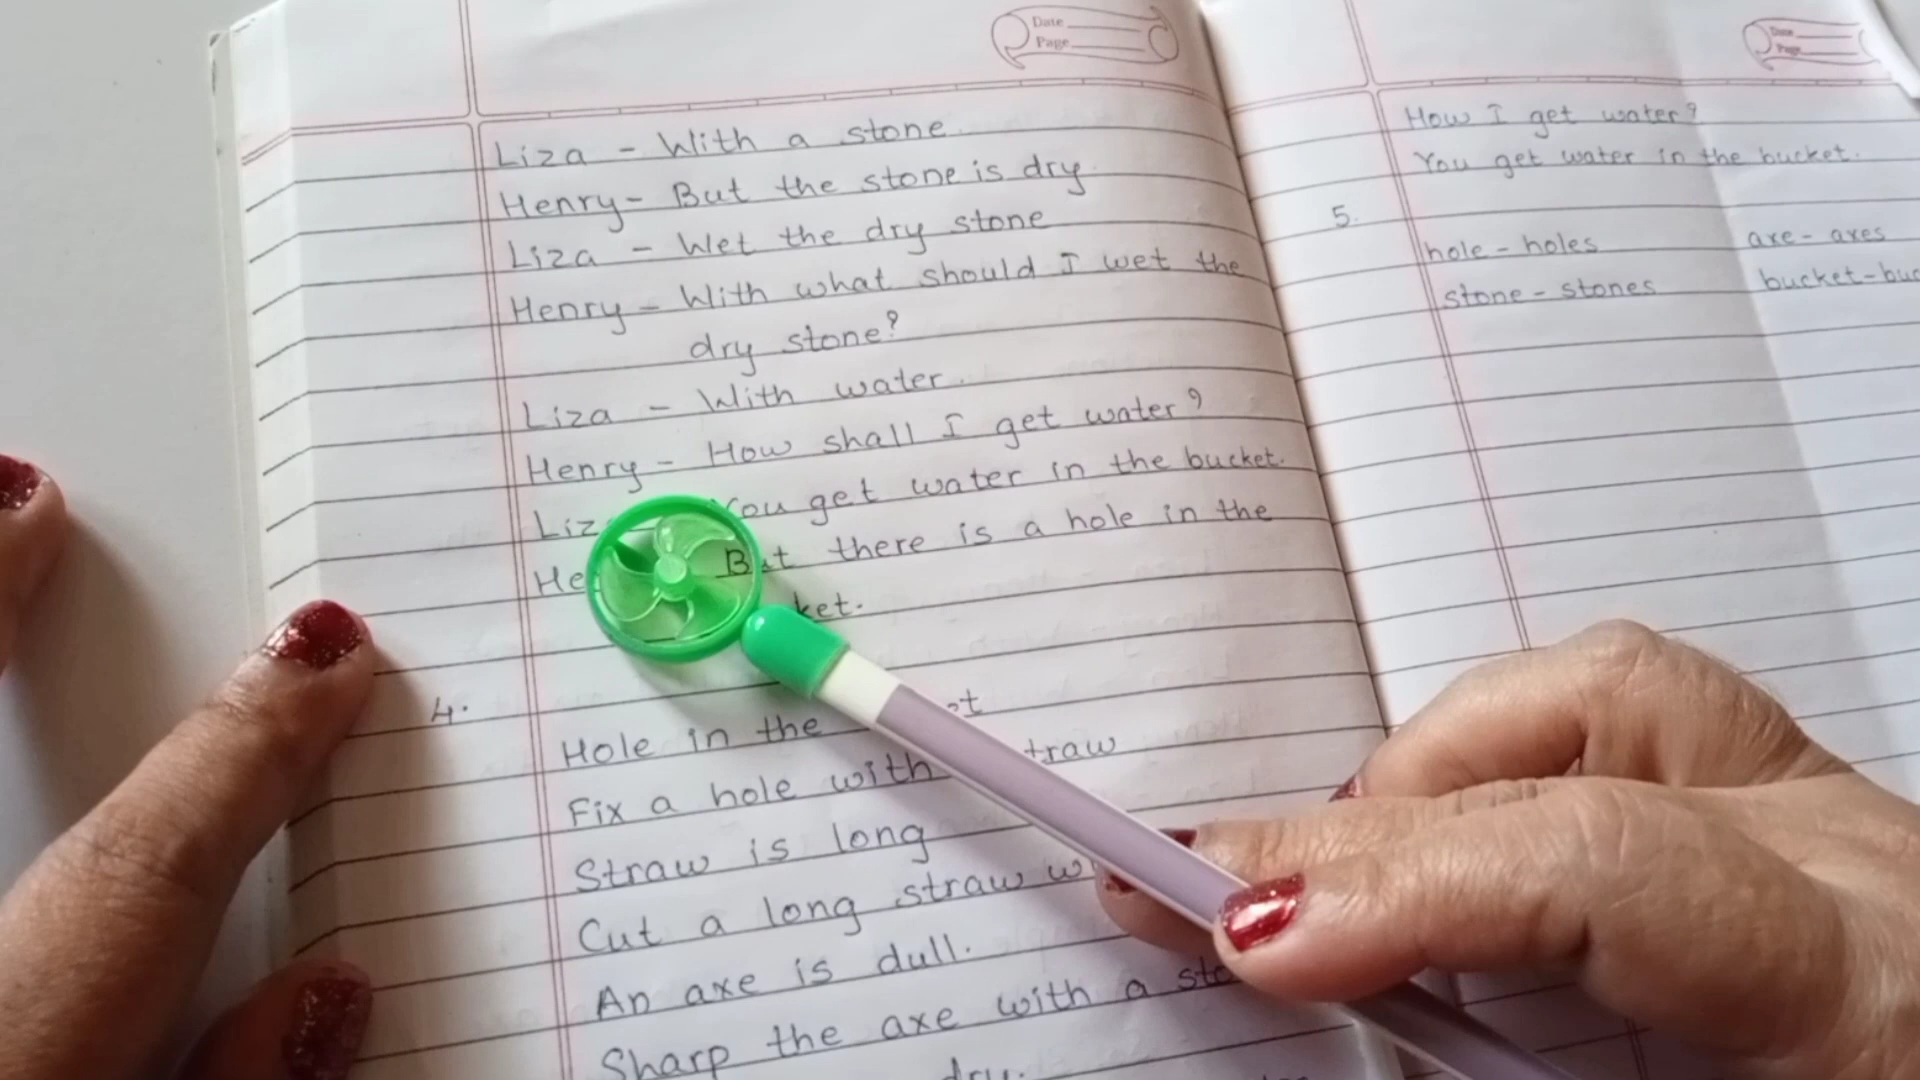 Date
Page
Liza - With a stone.
Henry - But the stone is dry.
Liza - Wet the dry stone
Henry - With what should I wet the
dry stone?
Liza - With water.
Henry - How shall I get water?
You get water in the bucket.
But there is a hole in the
4.
Hole in the
Fix a hole with
Straw is long
Cut a long straw
An axe is dull.
Sharp the axe with a
dry.
Date
Page
How I get water?
You get water in the bucket.
5.
hole - holes axe - axes
stone - stones bucket -